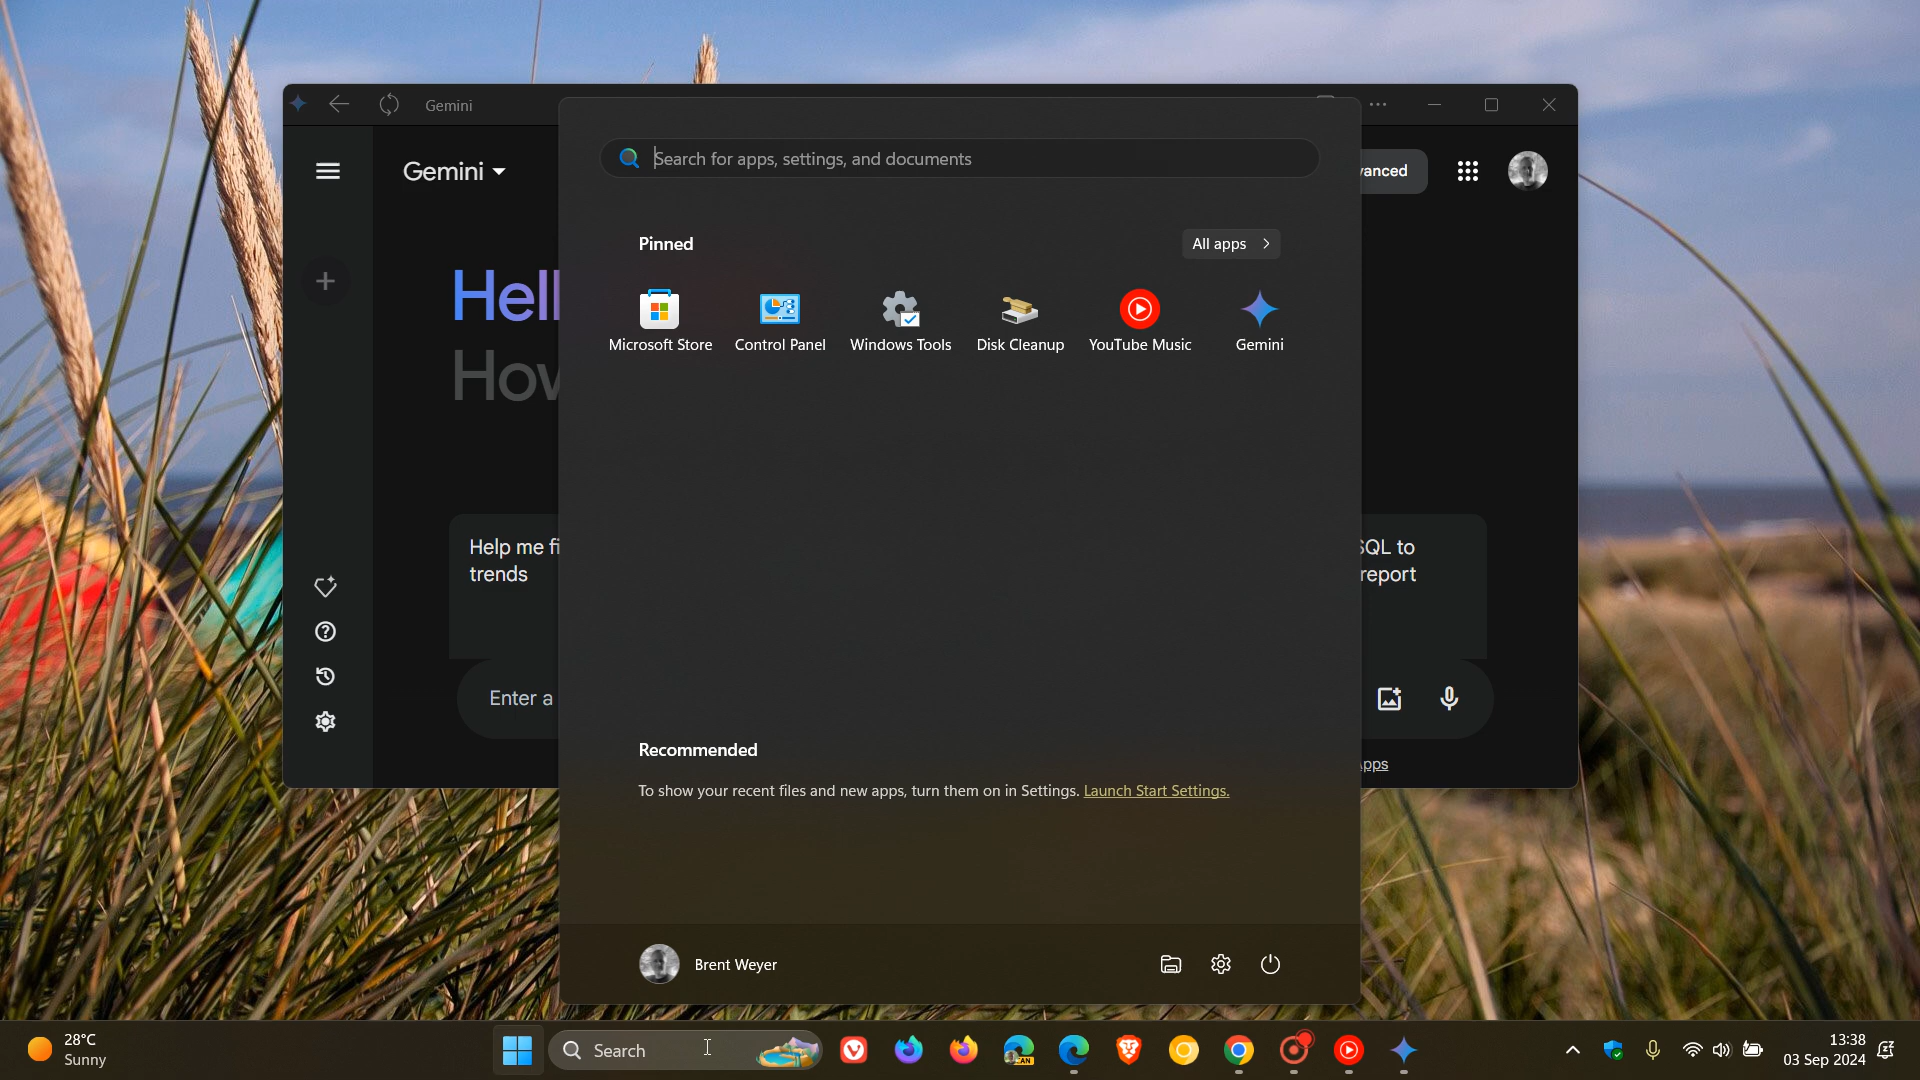 Gemini
Gemini
Search for apps, settings, and documents
vanced
Pinned
All apps
Hell
How
Microsoft Store
Control Panel
Windows Tools
Disk Cleanup
YouTube Music
Gemini
Help me fi
trends
SQL to
report
Enter a
Recommended
To show your recent files and new apps, turn them on in Settings. Launch Start Settings.
Apps
Brent Weyer
28°C
Sunny
Search
CAN
13:38
03 Sep 2024